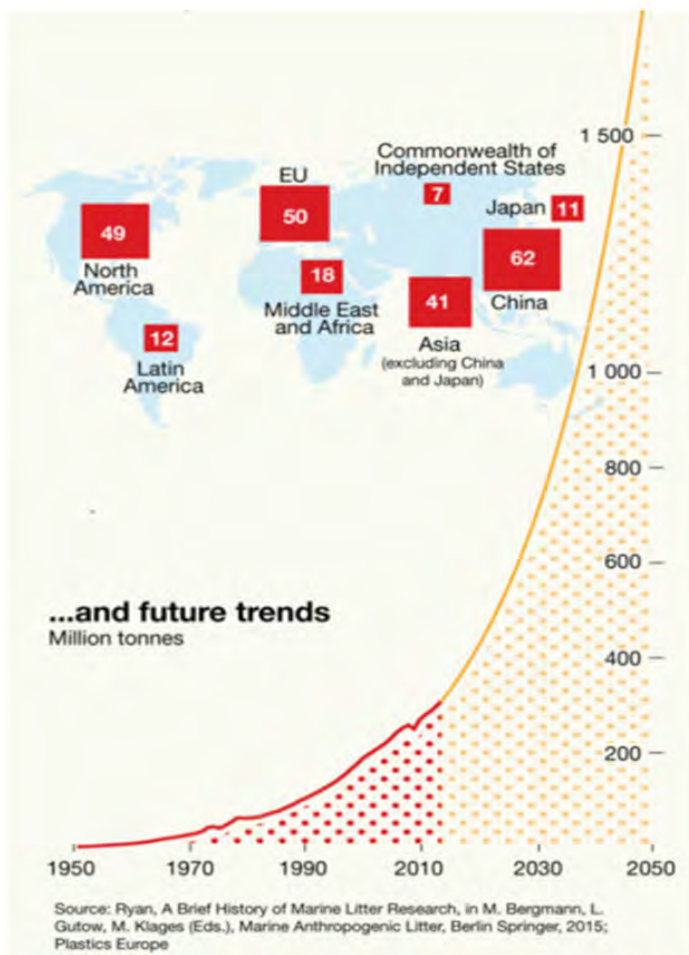 1 500
Commonwealth of
Independent States
7
EU
50
Japan
11
49
North
America
62
China
18
Middle East
and Africa
41
Asia
(excluding China
and Japan)
12
Latin
America
1 000
800
600
...and future trends
Million tonnes
400
200
1950
1970
1990
2010
2030
2050
Source: Ryan, A Brief History of Marine Litter Research, in M. Bergmann, L.
Gutow, M. Klages (Eds.), Marine Anthropogenic Litter, Berlin Springer, 2015;
Plastics Europe